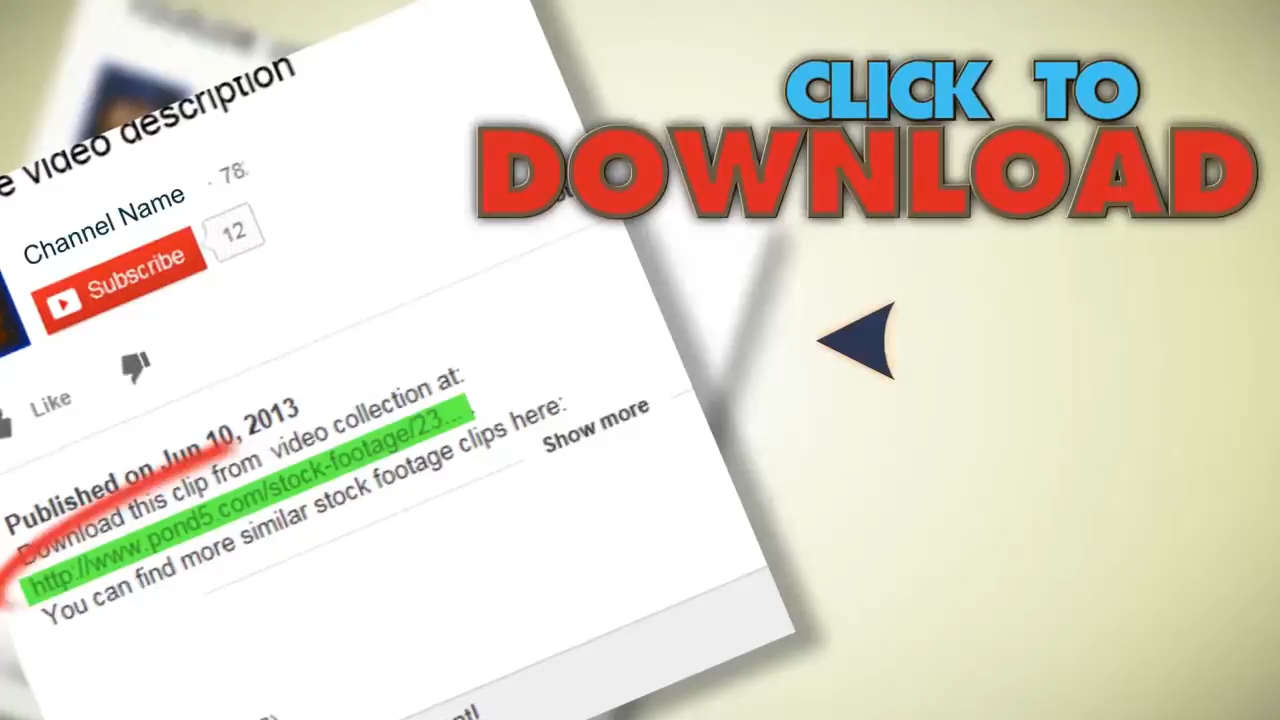 CLICK TO
DOWNLOAD
e video description
Channel Name
· 78
Subscribe
12
Like
Published on Jun 10, 2013
Download this clip from video collection at:
http://www.pond5.com/stock-footage/23...
You can find more similar stock footage clips here:
Show more